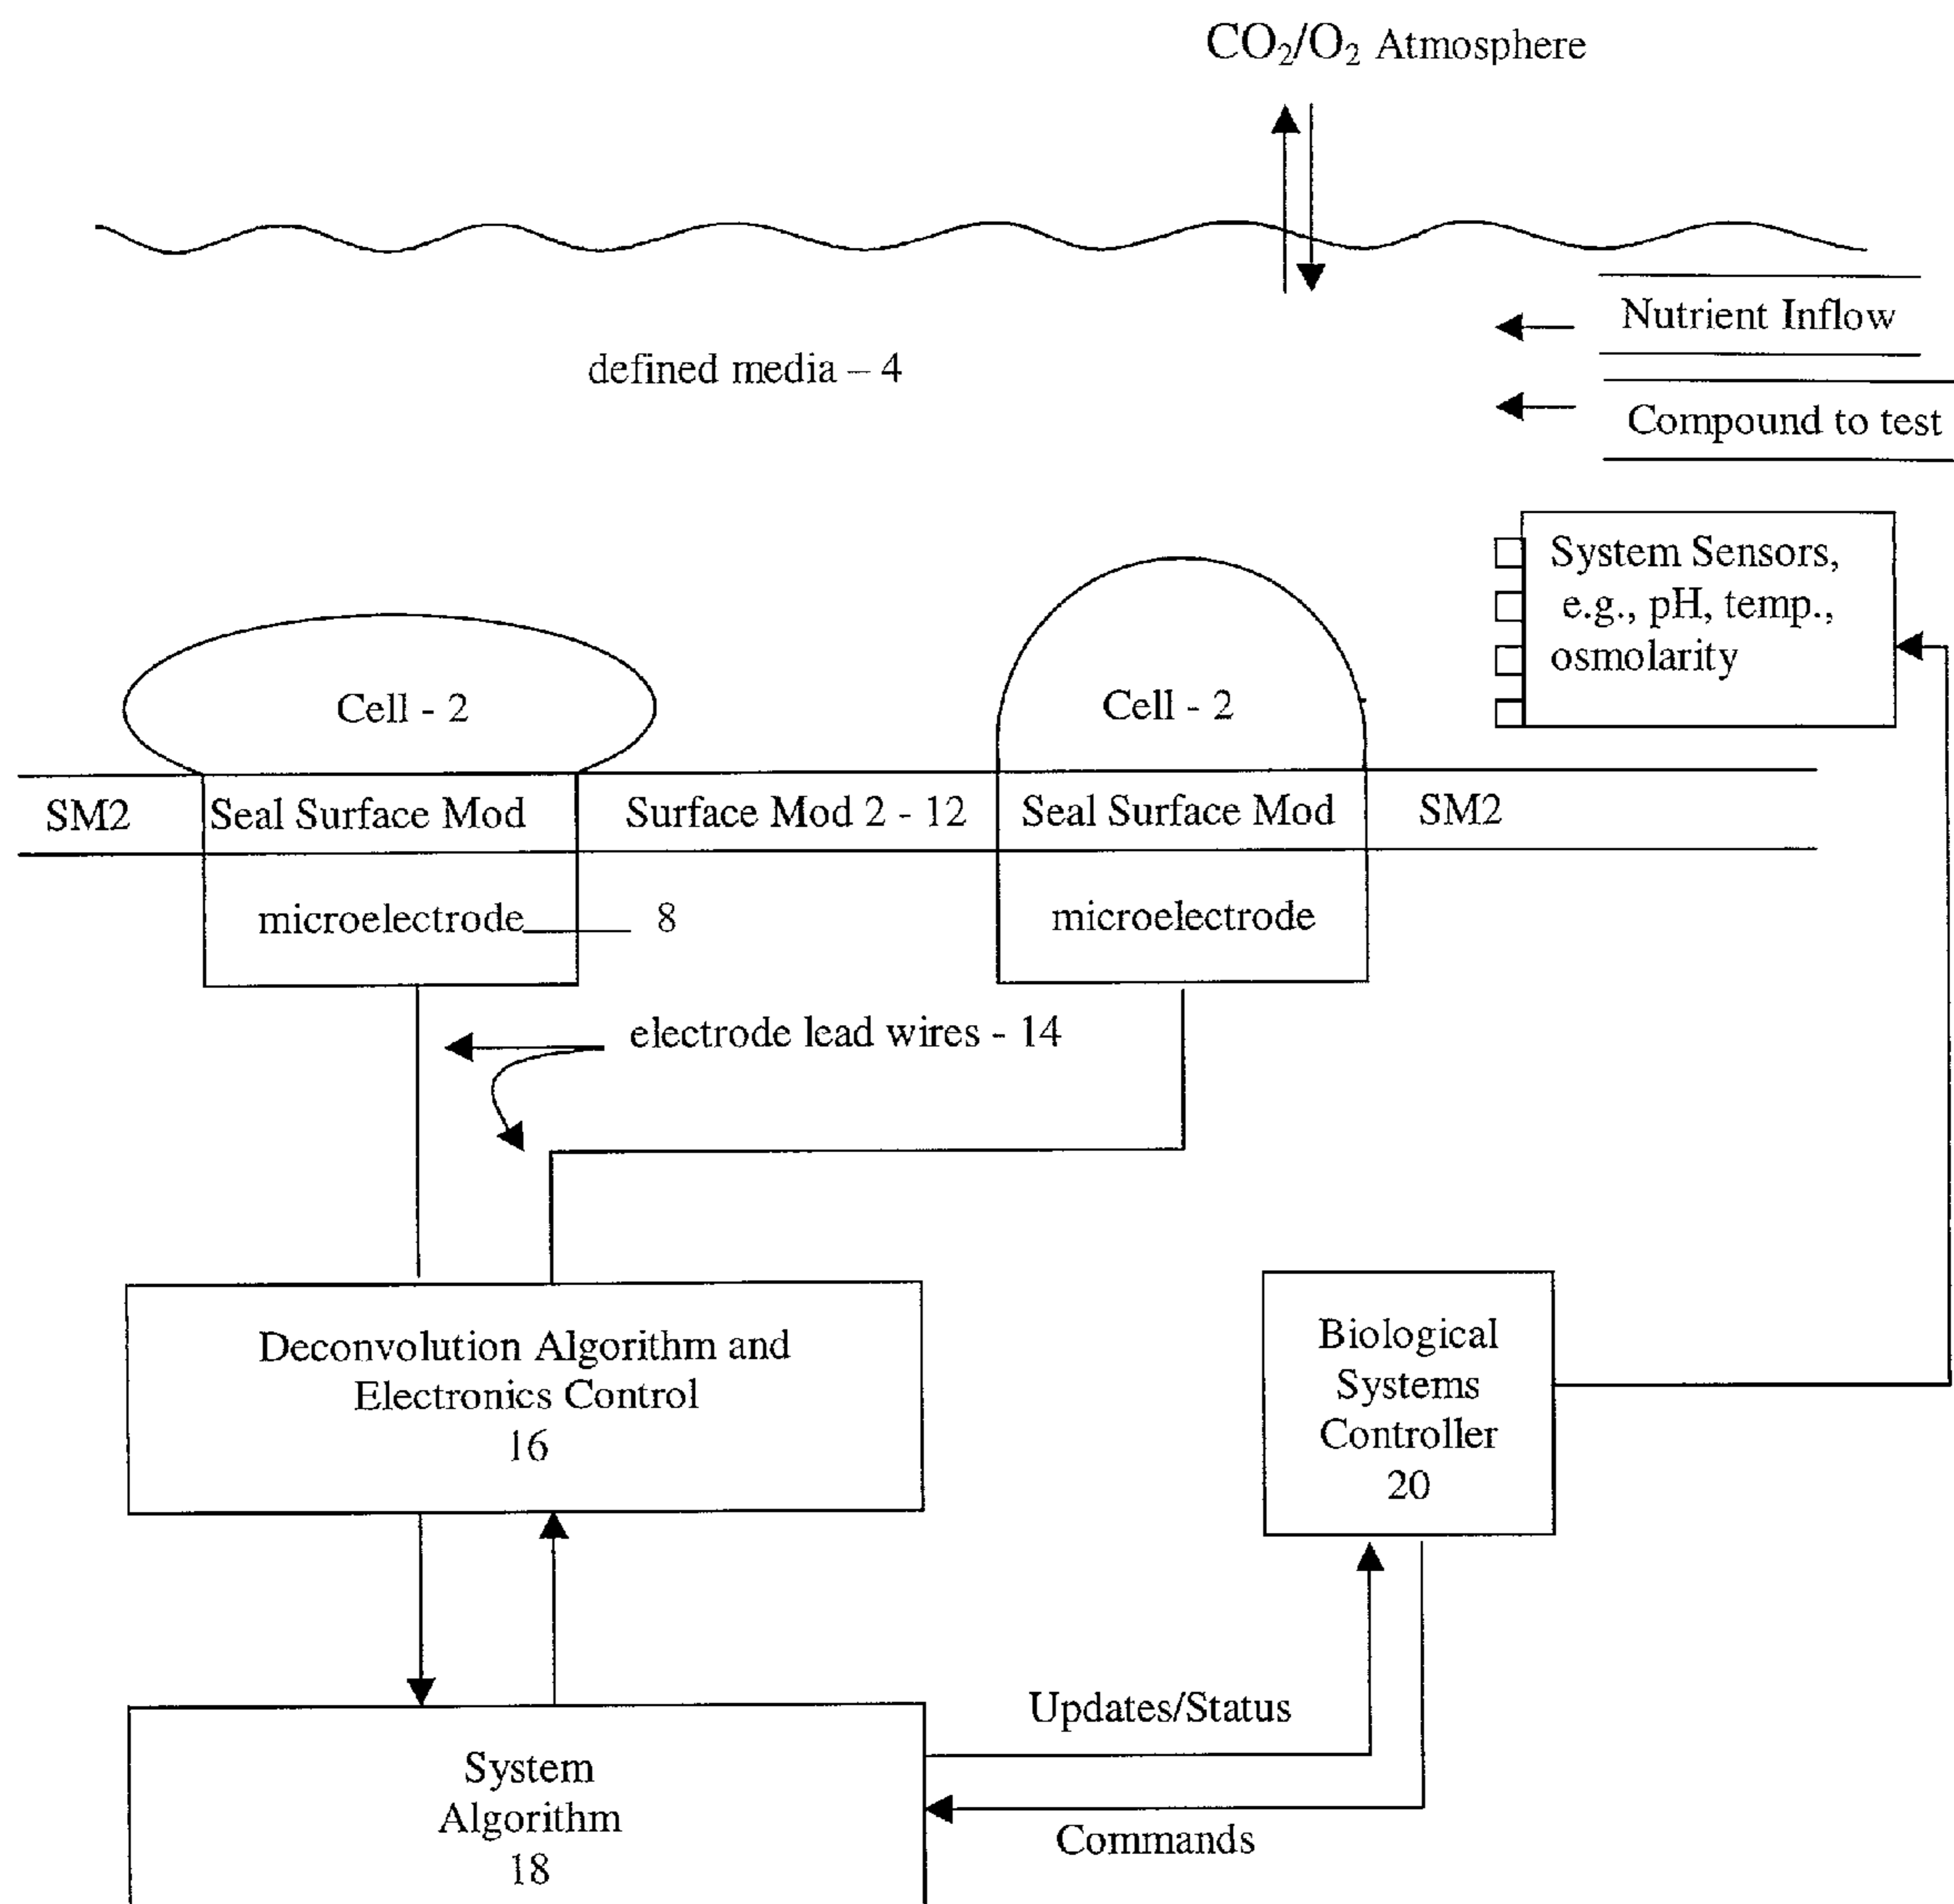 CO₂/O₂ Atmosphere
Nutrient Inflow
defined media – 4
Compound to test
System Sensors,
e.g., pH, temp.,
osmolarity
Cell - 2
Cell - 2
SM2
Seal Surface Mod
Surface Mod 2 - 12
Seal Surface Mod
SM2
microelectrode
8
microelectrode
electrode lead wires - 14
Deconvolution Algorithm and
Electronics Control
16
Biological
Systems
Controller
20
Updates/Status
System
Algorithm
18
Commands